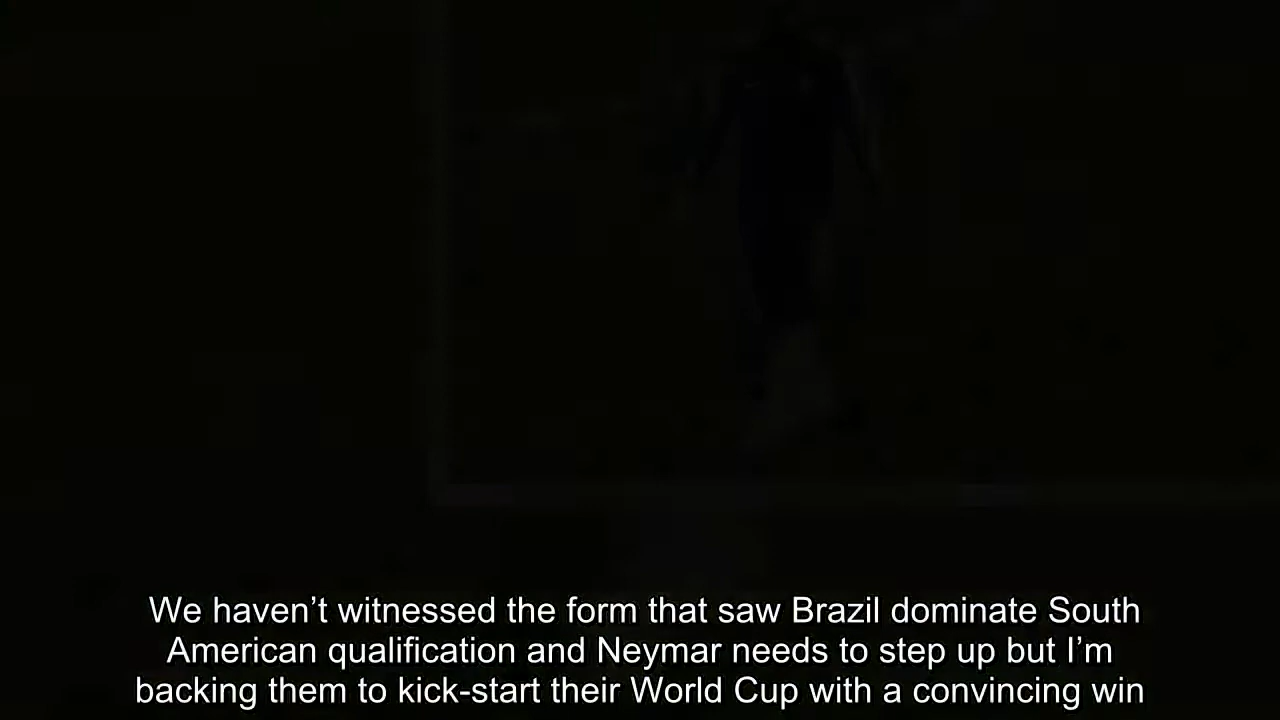 We haven’t witnessed the form that saw Brazil dominate South
American qualification and Neymar needs to step up but I’m
backing them to kick-start their World Cup with a convincing win